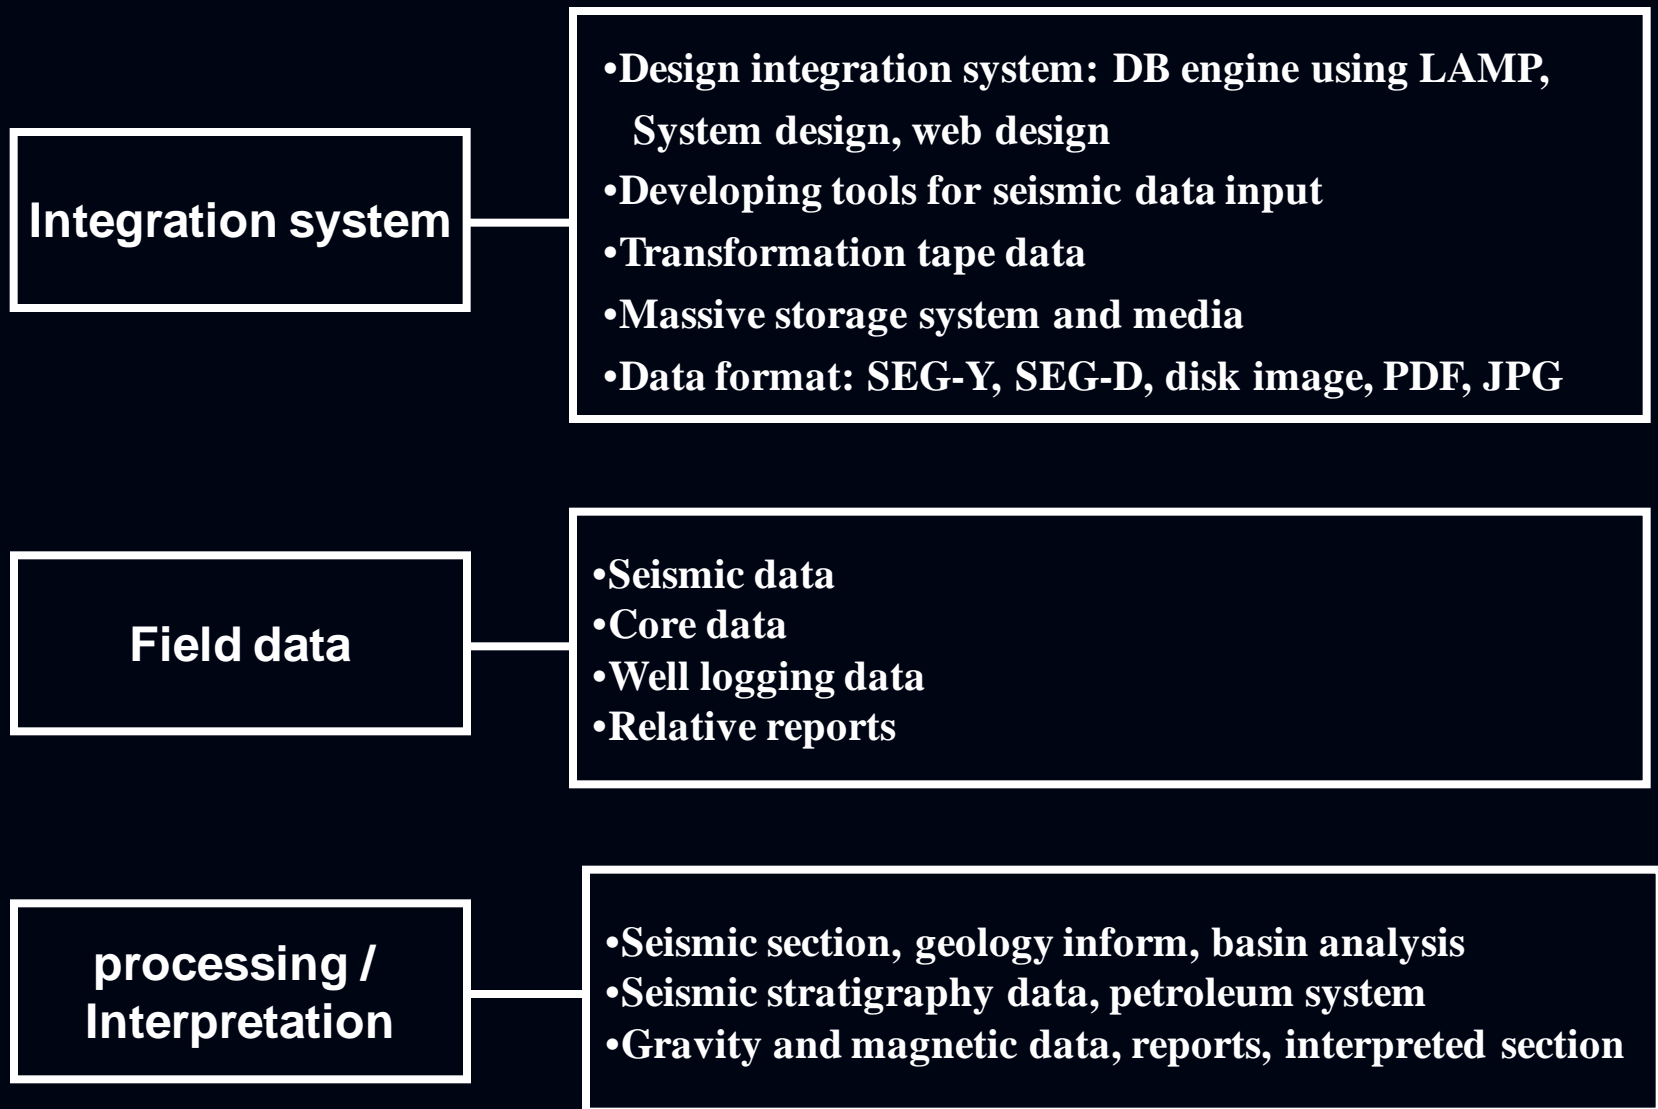 Integration system
•Design integration system: DB engine using LAMP,
System design, web design
•Developing tools for seismic data input
•Transformation tape data
•Massive storage system and media
•Data format: SEG-Y, SEG-D, disk image, PDF, JPG
Field data
•Seismic data
•Core data
•Well logging data
•Relative reports
processing /
Interpretation
•Seismic section, geology inform, basin analysis
•Seismic stratigraphy data, petroleum system
•Gravity and magnetic data, reports, interpreted section